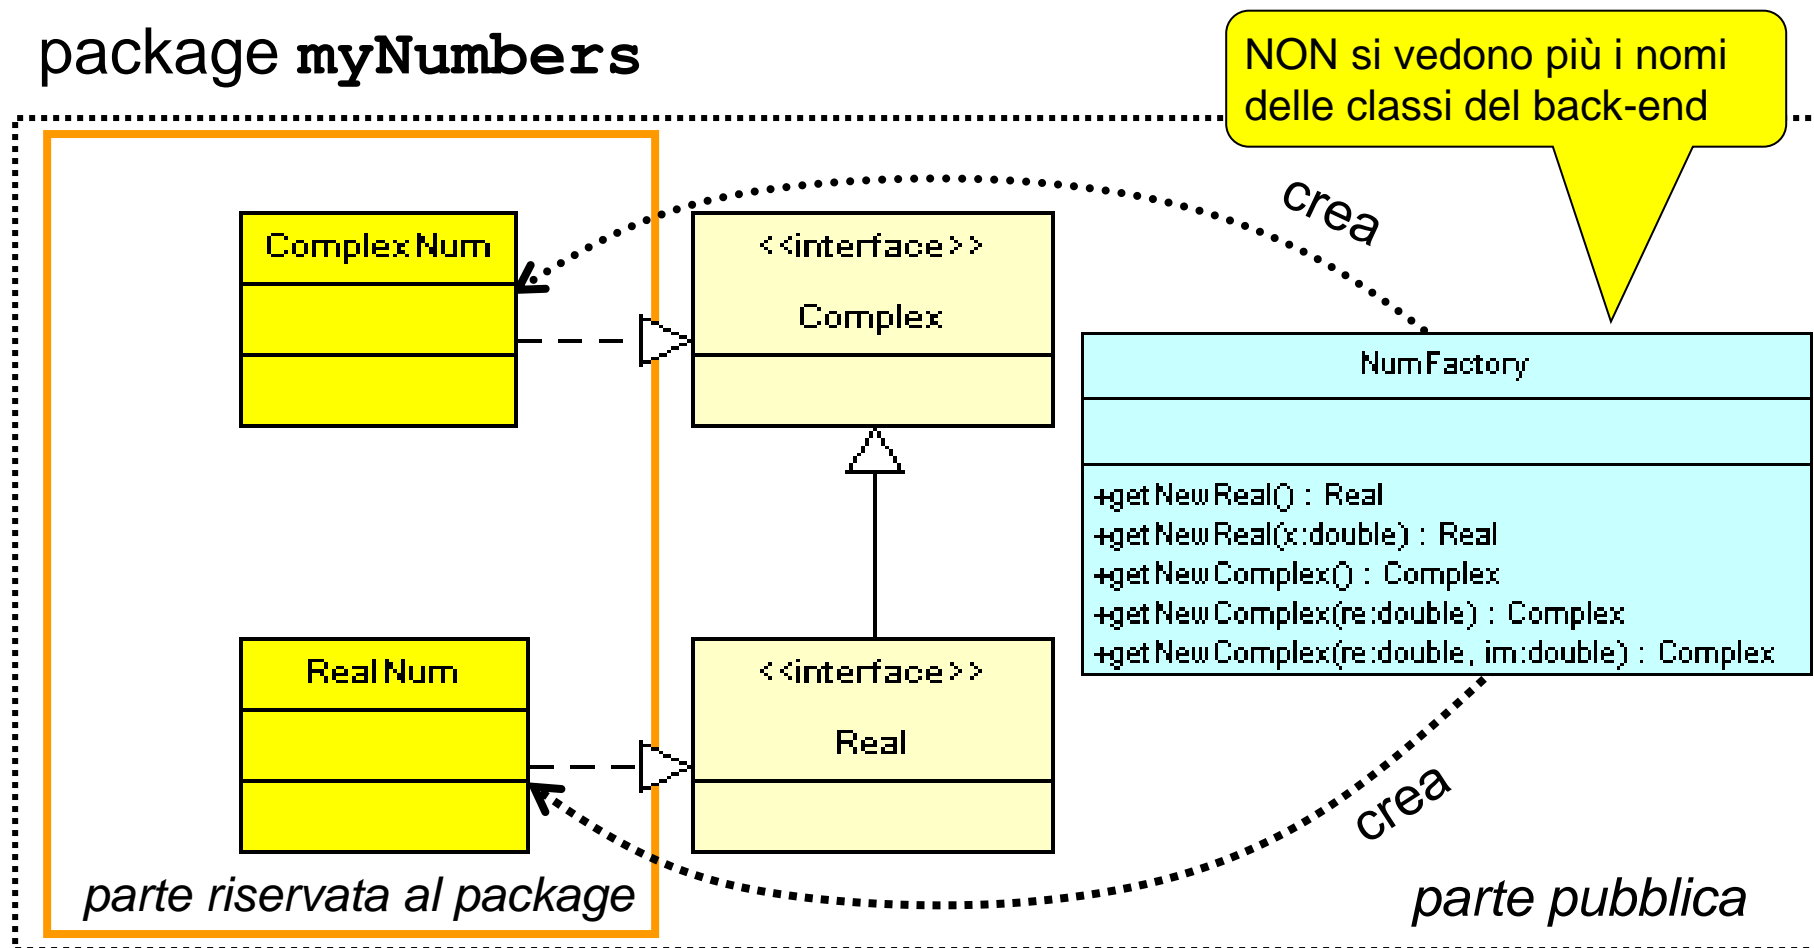 package myNumbers
NON si vedono più i nomi
delle classi del back-end
crea
ComplexNum
<<interface>>
Complex
NumFactory
+getNewReal() : Real
+getNewReal(x:double) : Real
+getNewComplex() : Complex
+getNewComplex(re:double) : Complex
+getNewComplex(re:double, im:double) : Complex
RealNum
<<interface>>
Real
crea
parte riservata al package
parte pubblica